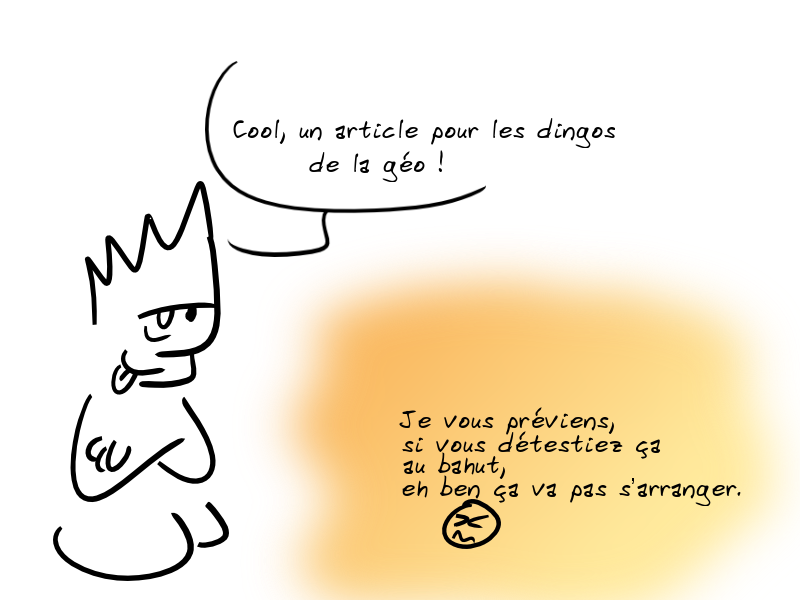 Cool, un article pour les dingos
de la géo !
Je vous préviens,
si vous détestiez ça
au bahut,
eh ben ça va pas s'arranger.